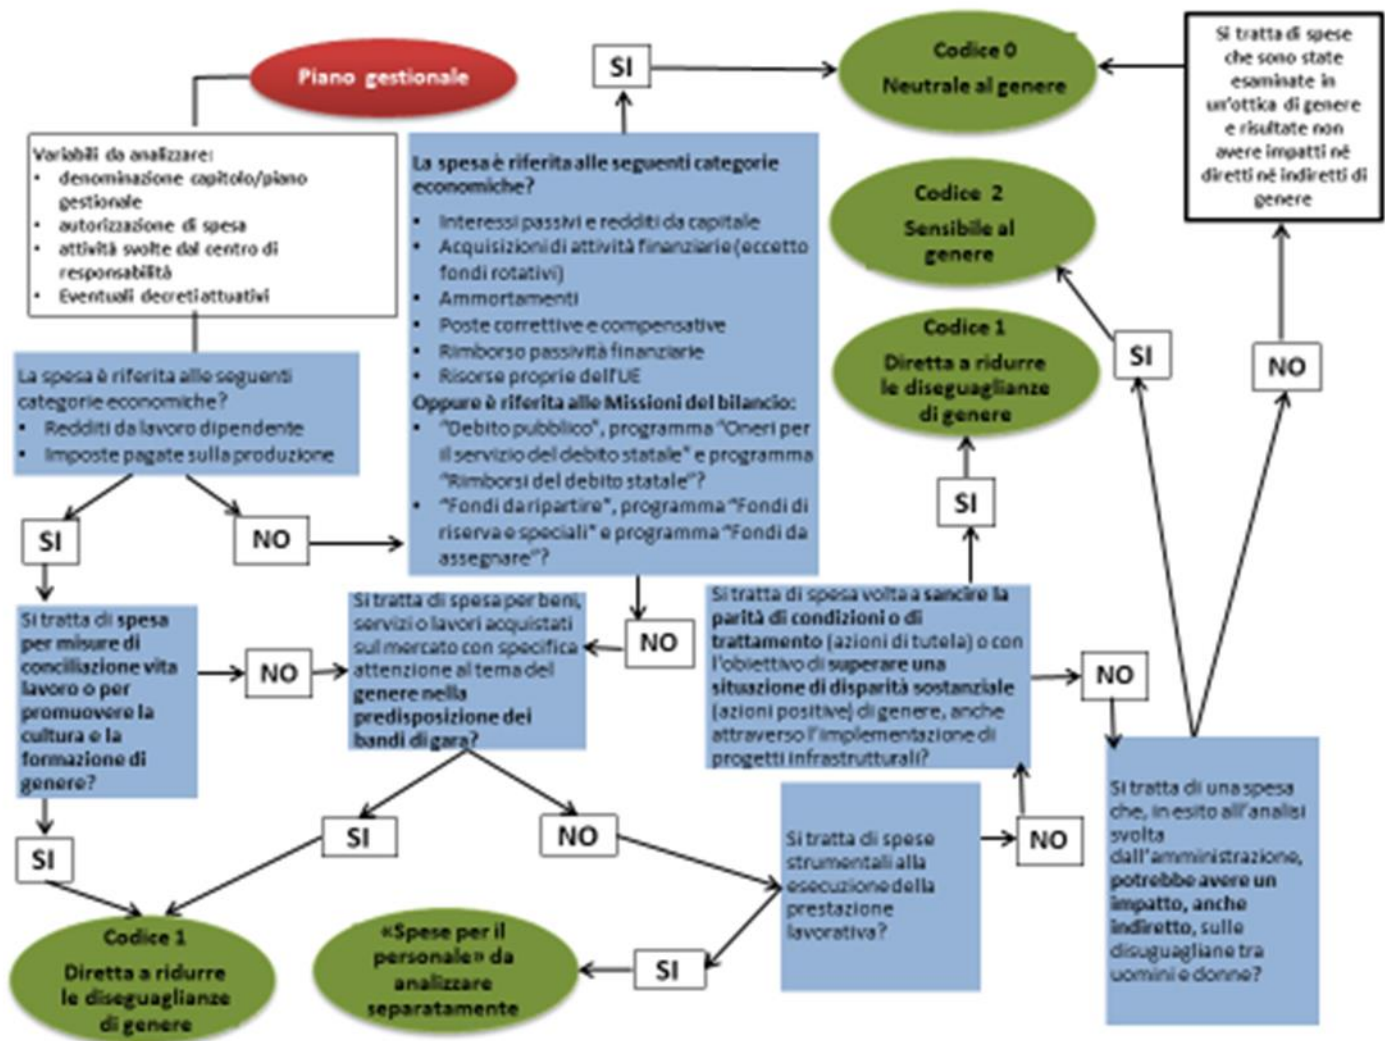 Piano gestionale
Variabili da analizzare:
• denominazione capitolo/piano
gestionale
• autorizzazione di spesa
• attività svolte dal centro di
responsabilità
• Eventuali decreti attuativi
La spesa è riferita alle seguenti
categorie economiche?
• Redditi da lavoro dipendente
• Imposte pagate sulla produzione
SI
NO
SI
La spesa è riferita alle seguenti categorie
economiche?
• Interessi passivi e redditi da capitale
• Acquisizioni di attività finanziarie (eccetto
fondi rotativi)
• Ammortamenti
• Poste correttive e compensative
• Rimborso passività finanziarie
• Risorse proprie dell'UE
Oppure è riferita alle Missioni del bilancio:
• "Debito pubblico", programma "Oneri per
il servizio del debito statale" e programma
"Rimborsi del debito statale"?
• "Fondi da ripartire", programma "Fondi di
riserva e speciali" e programma "Fondi da
assegnare"?
Codice 0
Neutrale al genere
Si tratta di spese
che sono state
esaminate in
un'ottica di genere
e risultate non
avere impatti né
diretti né indiretti di
genere
Codice 2
Sensibile al
genere
Codice 1
Diretta a ridurre
le diseguaglianze
di genere
SI
NO
SI
Si tratta di spesa
per misure di
conciliazione vita
lavoro o per
promuovere la
cultura e la
formazione di
genere?
NO
Si tratta di spesa per beni,
servizi o lavori acquistati
sul mercato con specifica
attenzione al tema del
genere nella
predisposizione dei
bandi di gara?
NO
Si tratta di spesa volta a sancire la
parità di condizioni o di
trattamento (azioni di tutela) o con
l'obiettivo di superare una
situazione di disparità sostanziale
(azioni positive) di genere, anche
attraverso l'implementazione di
progetti infrastrutturali?
NO
SI
SI
NO
Si tratta di spese
strumentali alla
esecuzione della
prestazione
lavorativa?
NO
Si tratta di una spesa
che, in esito all'analisi
svolta
dall'amministrazione,
potrebbe avere un
impatto, anche
indiretto, sulle
disuguagliane tra
uomini e donne?
Codice 1
Diretta a ridurre
le diseguaglianze
di genere
«Spese per il
personale» da
analizzare
separatamente
SI